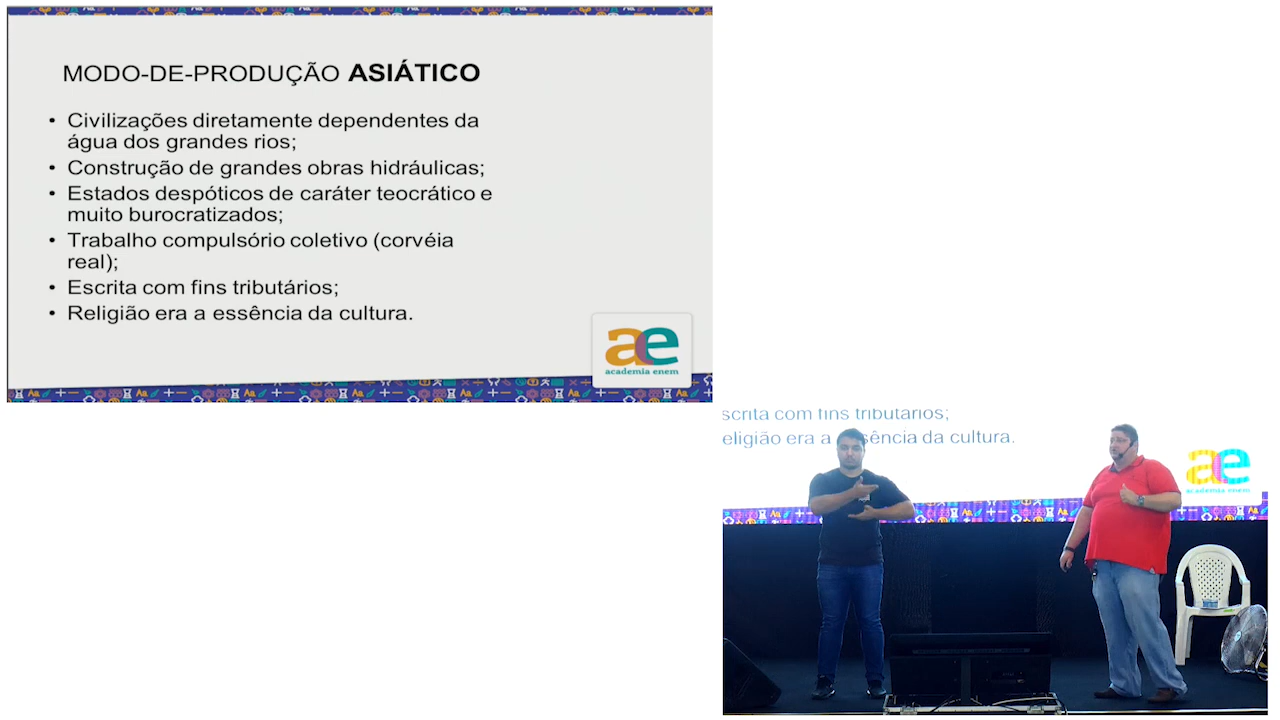 MODO-DE-PRODUÇÃO ASIÁTICO
• Civilizações diretamente dependentes da
água dos grandes rios;
• Construção de grandes obras hidráulicas;
• Estados despóticos de caráter teocrático e
muito burocratizados;
• Trabalho compulsório coletivo (corvéia
real);
• Escrita com fins tributários;
• Religião era a essência da cultura.
ae
academia enem
scrita com fins tributários;
eligião era a essência da cultura.
ae
academia enem